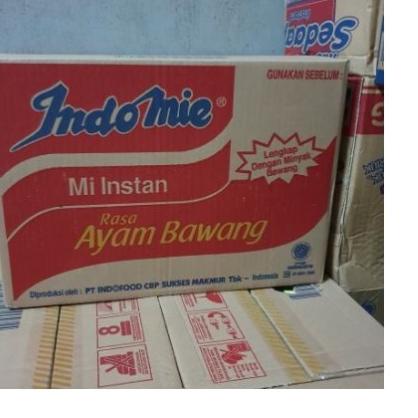 Sedaap
GUNAKAN SEBELUM :
Indomie®
Lengkap
Dengan Minyak
Bawang
Mi Instan
Rasa
Ayam Bawang
Diproduksi oleh : PT INDOFOOD CBP SUKSES MAKMUR Tbk – Indonesia